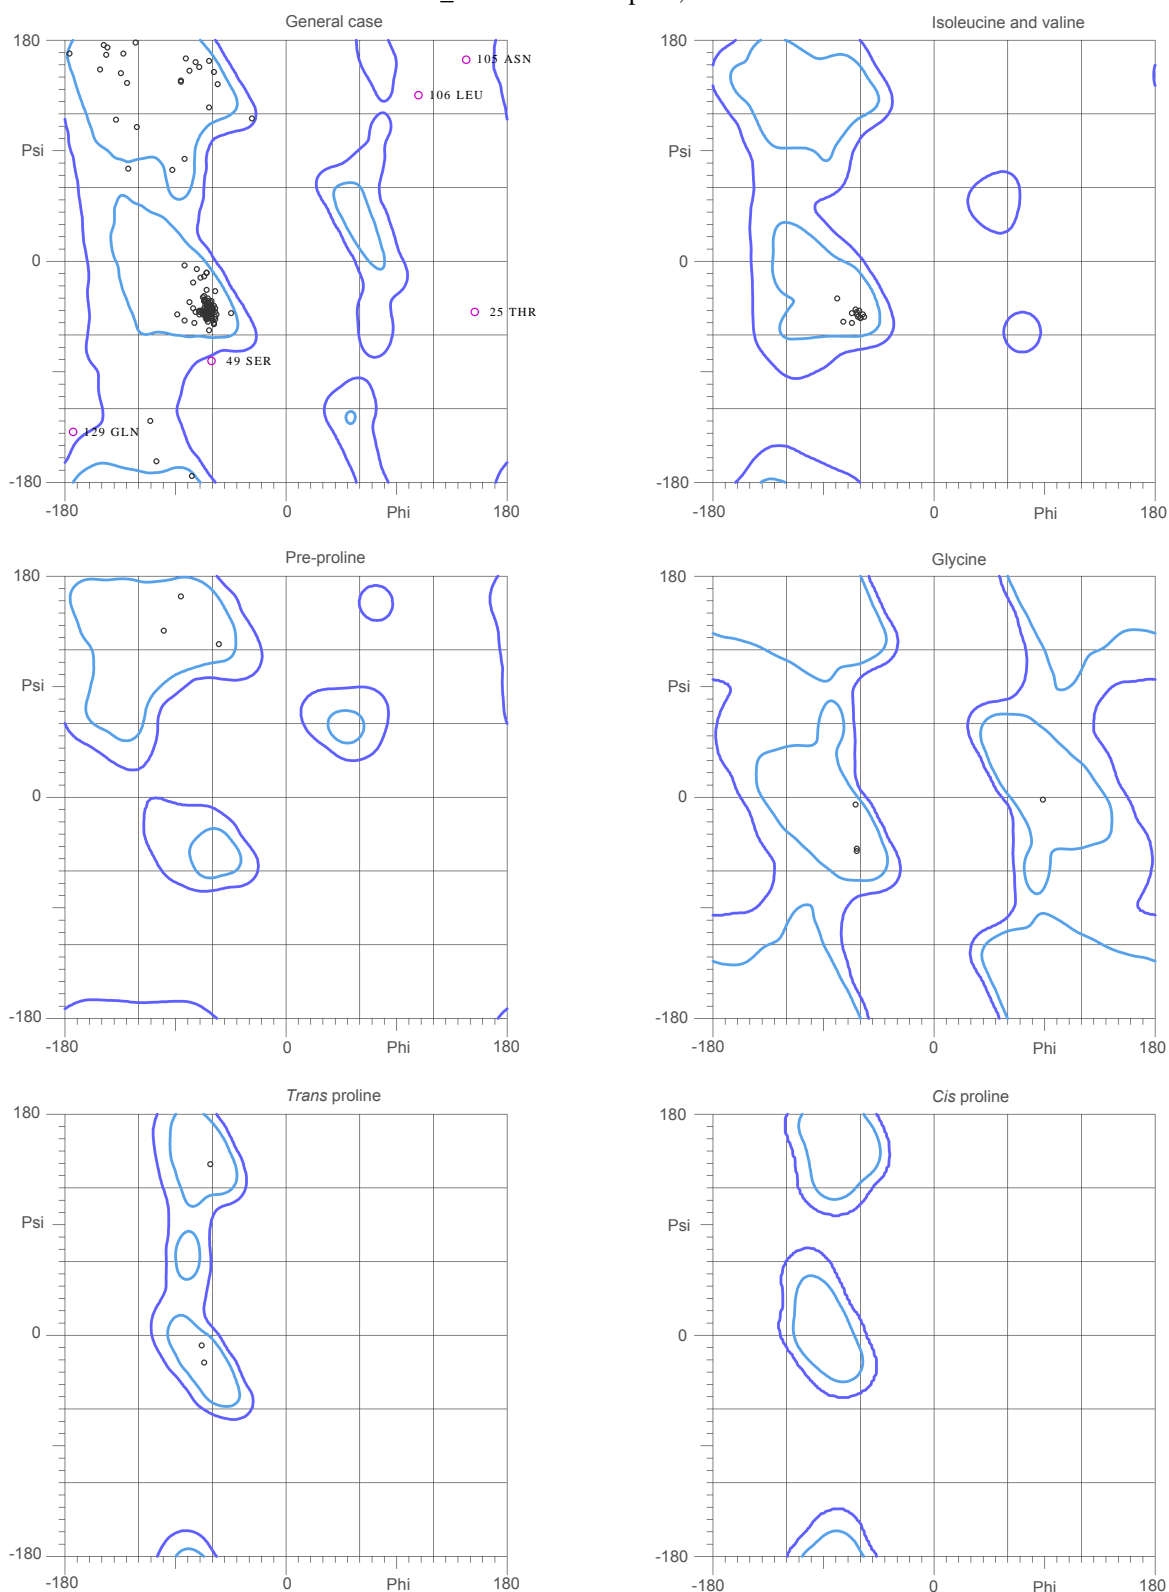 General case
Isoleucine and valine
180
Psi
0
-180
-180
0
Phi
180
105 ASN
106 LEU
25 THR
49 SER
129 GLN
180
Psi
0
-180
-180
0
Phi
180
Pre-proline
Glycine
180
Psi
0
-180
-180
0
Phi
180
180
Psi
0
-180
-180
0
Phi
180
Trans proline
Cis proline
180
Psi
0
-180
-180
0
Phi
180
180
Psi
0
-180
-180
0
Phi
180